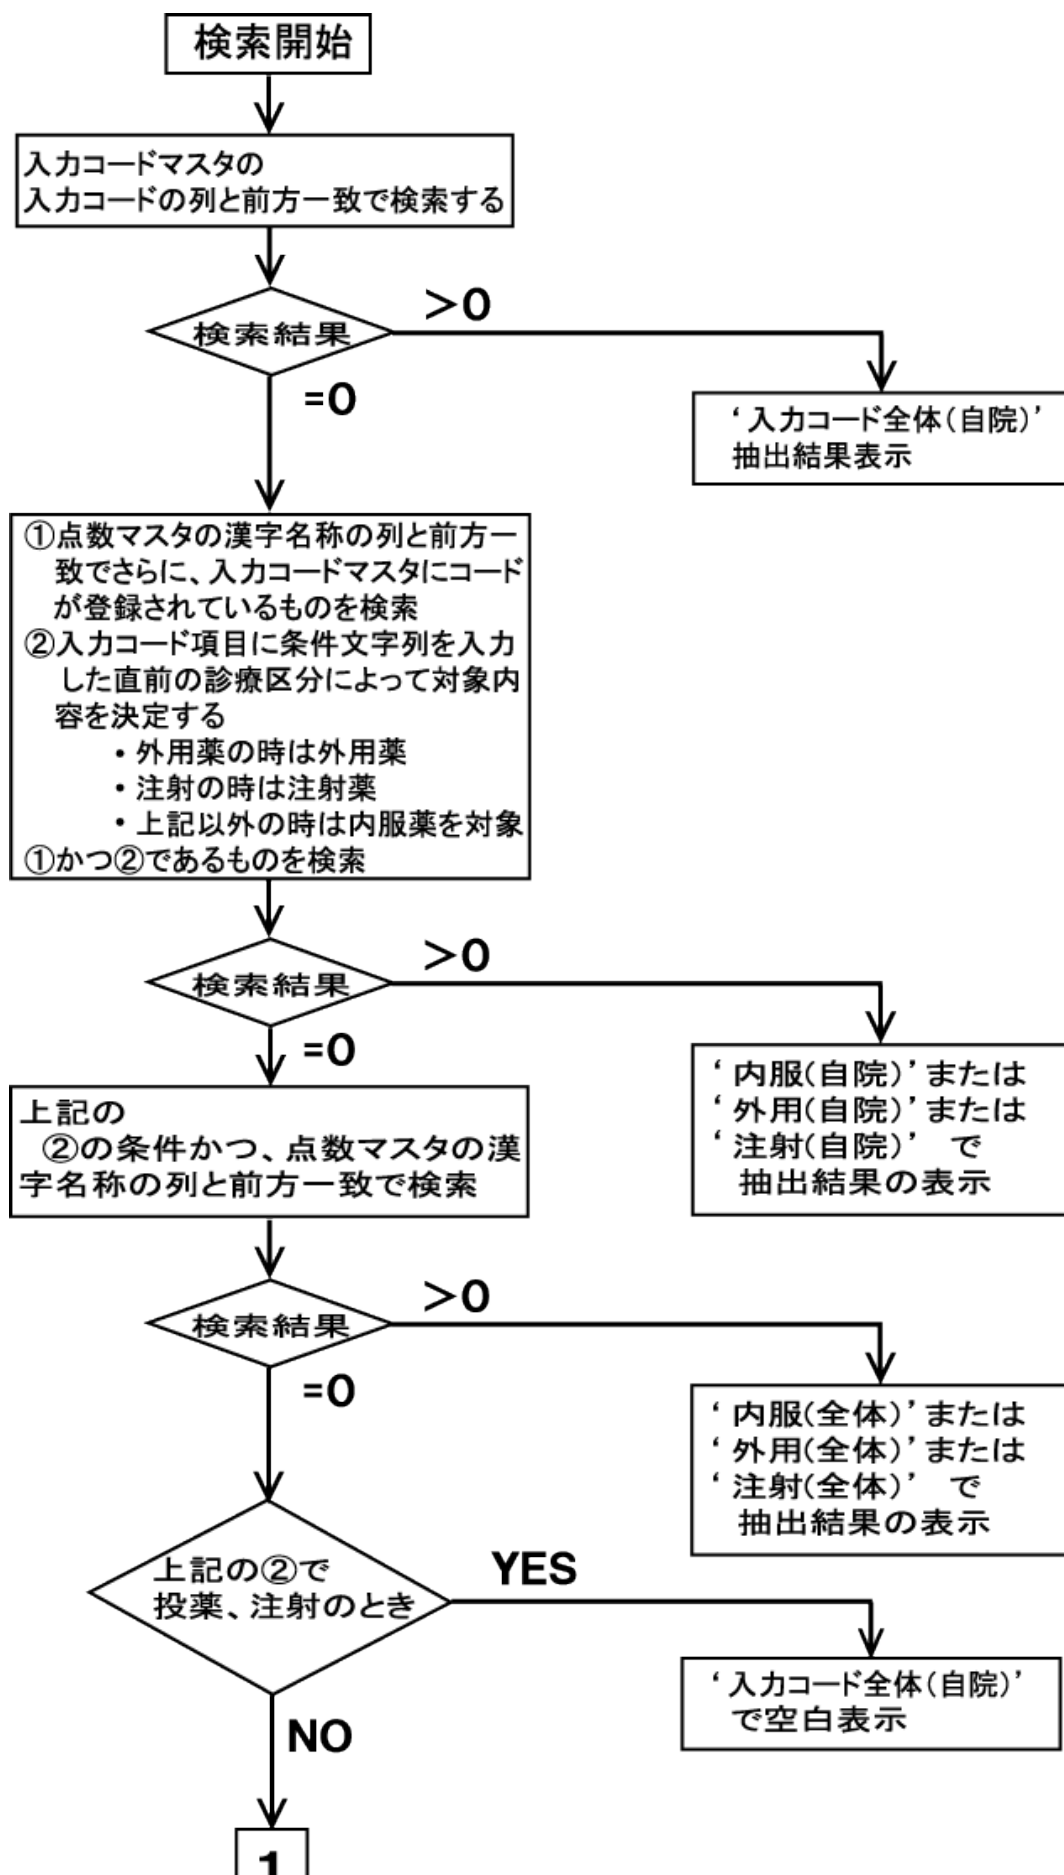 検索開始
入力コードマスタの
入力コードの列と前方一致で検索する
検索結果
>0
=0
‘入力コード全体(自院)’
抽出結果表示
①点数マスタの漢字名称の列と前方一
致でさらに、入力コードマスタにコード
が登録されているものを検索
②入力コード項目に条件文字列を入力
した直前の診療区分によって対象内
容を決定する
・外用薬の時は外用薬
・注射の時は注射薬
・上記以外の時は内服薬を対象
①かつ②であるものを検索
検索結果
>0
=0
‘内服(自院)’または
‘外用(自院)’または
‘注射(自院)’ で
抽出結果の表示
上記の
②の条件かつ、点数マスタの漢
字名称の列と前方一致で検索
検索結果
>0
=0
‘内服(全体)’または
‘外用(全体)’または
‘注射(全体)’ で
抽出結果の表示
上記の②で
投薬、注射のとき
YES
‘入力コード全体(自院)’
で空白表示
NO
1